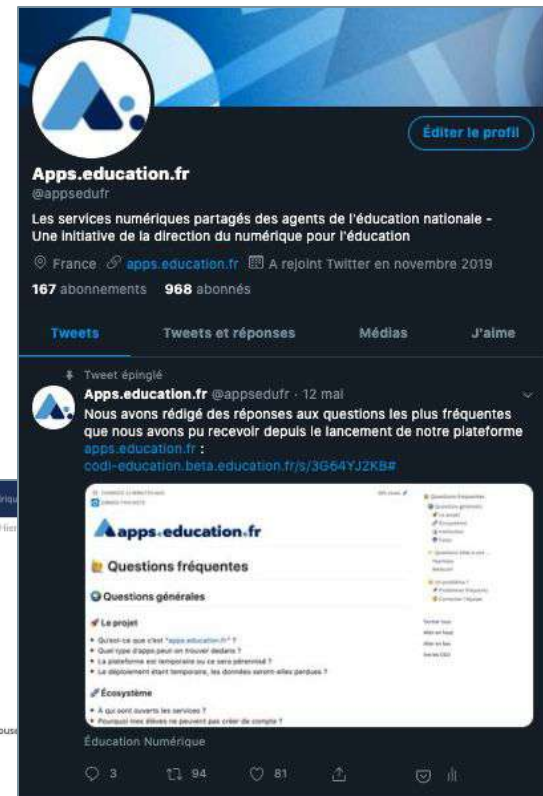 Éditer le profil
Apps.education.fr
@appsedufr
Les services numériques partagés des agents de l'éducation nationale -
Une initiative de la direction du numérique pour l'éducation
France apps.education.fr A rejoint Twitter en novembre 2019
167 abonnements 968 abonnés
Tweets Tweets et réponses Médias J'aime
Tweet épinglé
Apps.education.fr @appsedufr · 12 mai
Nous avons rédigé des réponses aux questions les plus fréquentes
que nous avons pu recevoir depuis le lancement de notre plateforme
apps.education.fr :
codi-education.beta.education.fr/s/3G64YJ2KB#
apps.education.fr
Questions fréquentes
Questions générales
Le projet
Qu'est-ce que c'est "apps.education.fr" ?
Quel type d'apps peut on trouver dedans ?
La plateforme est temporaire ou ce sera pérennisé ?
Le déploiement étant temporaire, les données seront-elles perdues ?
Écosystème
À qui sont ouverts les services ?
Pourquoi mes élèves ne peuvent pas créer de compte ?
Éducation Numérique
3 94 81